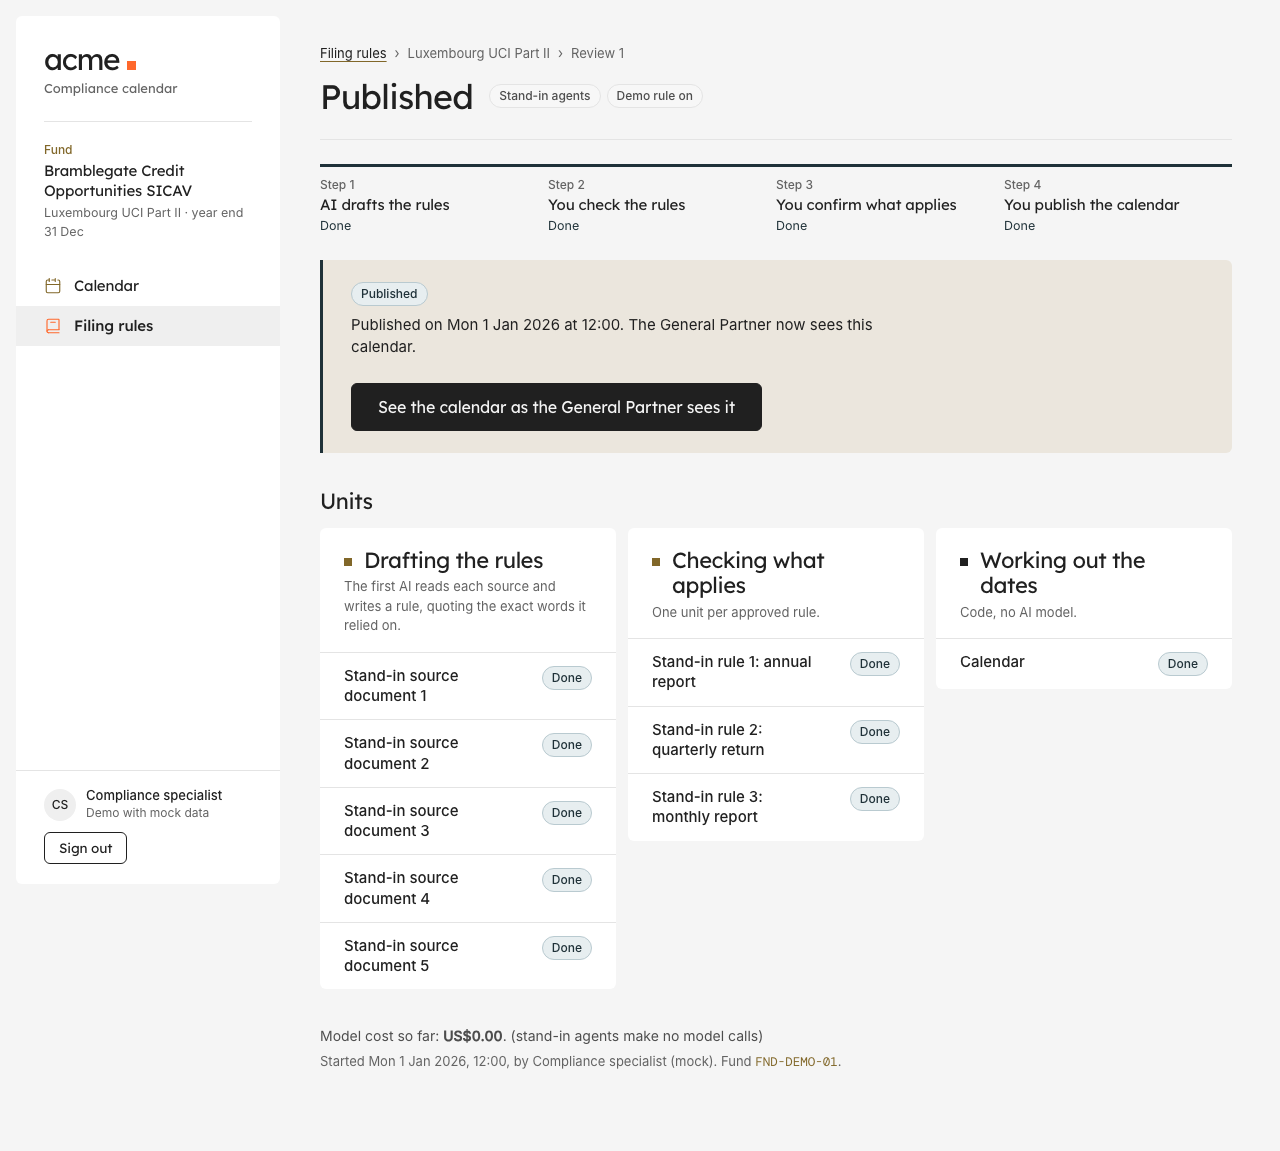 acme
Compliance calendar
Fund
Bramblegate Credit
Opportunities SICAV
Luxembourg UCI Part II · year end
31 Dec
Calendar
Filing rules
CS
Compliance specialist
Demo with mock data
Sign out
Filing rules › Luxembourg UCI Part II › Review 1
Published
Stand-in agents
Demo rule on
Step 1
AI drafts the rules
Done
Step 2
You check the rules
Done
Step 3
You confirm what applies
Done
Step 4
You publish the calendar
Done
Published
Published on Mon 1 Jan 2026 at 12:00. The General Partner now sees this
calendar.
See the calendar as the General Partner sees it
Units
Drafting the rules
The first AI reads each source and
writes a rule, quoting the exact words it
relied on.
Stand-in source
document 1
Done
Stand-in source
document 2
Done
Stand-in source
document 3
Done
Stand-in source
document 4
Done
Stand-in source
document 5
Done
Checking what
applies
One unit per approved rule.
Stand-in rule 1: annual
report
Done
Stand-in rule 2:
quarterly return
Done
Stand-in rule 3:
monthly report
Done
Working out the
dates
Code, no AI model.
Calendar
Done
Model cost so far: US$0.00. (stand-in agents make no model calls)
Started Mon 1 Jan 2026, 12:00, by Compliance specialist (mock). Fund FND-DEMO-01.